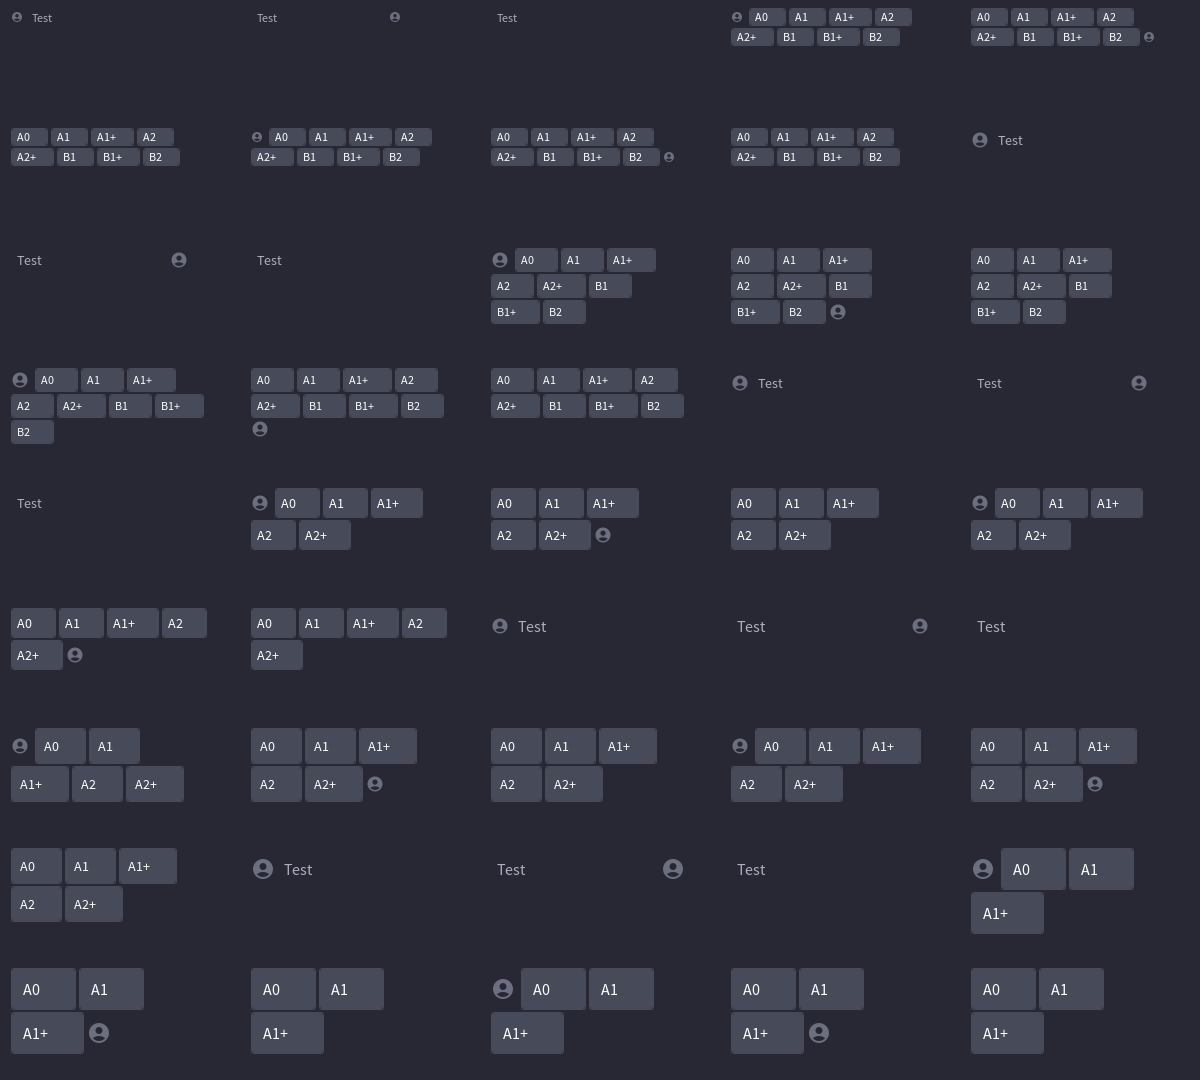 Test Test Test A0 A1 A1+ A2 A0 A1 A1+ A2
A2+ B1 B1+ B2 A2+ B1 B1+ B2
A0 A1 A1+ A2 A0 A1 A1+ A2 A0 A1 A1+ A2 A0 A1 A1+ A2 Test
A2+ B1 B1+ B2 A2+ B1 B1+ B2 A2+ B1 B1+ B2 A2+ B1 B1+ B2
Test Test A0 A1 A1+ A0 A1 A1+ A0 A1 A1+
A2 A2+ B1 A2 A2+ B1 A2 A2+ B1
B1+ B2 B1+ B2 B1+ B2
A0 A1 A1+ A0 A1 A1+ A2 A0 A1 A1+ A2 Test Test
A2 A2+ B1 B1+ A2+ B1 B1+ B2 A2+ B1 B1+ B2
B2
Test A0 A1 A1+ A0 A1 A1+ A0 A1 A1+ A0 A1 A1+
A2 A2+ A2 A2+ A2 A2+ A2 A2+
A0 A1 A1+ A2 A0 A1 A1+ A2 Test Test Test
A2+ A2+
A0 A1 A0 A1 A1+ A0 A1 A1+ A0 A1 A1+ A0 A1 A1+
A1+ A2 A2+ A2 A2+ A2 A2+ A2 A2+ A2 A2+
A0 A1 A1+ Test Test Test A0 A1
A2 A2+ A1+
A0 A1 A0 A1 A0 A1 A0 A1 A0 A1
A1+ A1+ A1+ A1+ A1+